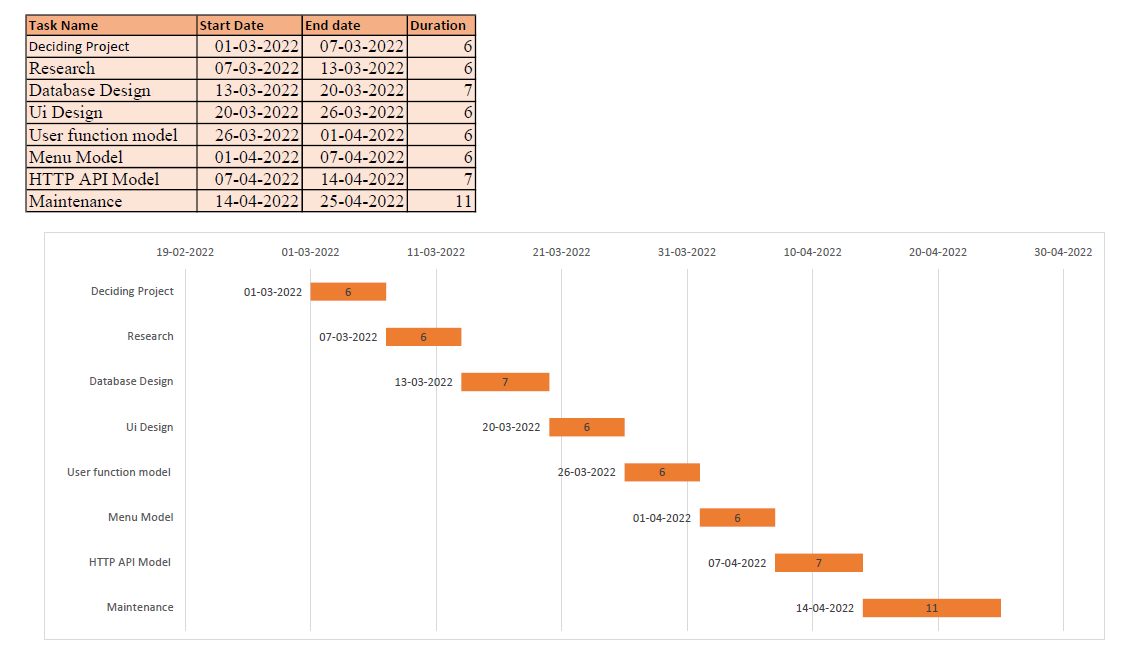 Task Name Start Date End date Duration
Deciding Project 01-03-2022 07-03-2022 6
Research 07-03-2022 13-03-2022 6
Database Design 13-03-2022 20-03-2022 7
Ui Design 20-03-2022 26-03-2022 6
User function model 26-03-2022 01-04-2022 6
Menu Model 01-04-2022 07-04-2022 6
HTTP API Model 07-04-2022 14-04-2022 7
Maintenance 14-04-2022 25-04-2022 11
19-02-2022 01-03-2022 11-03-2022 21-03-2022 31-03-2022 10-04-2022 20-04-2022 30-04-2022
Deciding Project 01-03-2022 6
Research 07-03-2022 6
Database Design 13-03-2022 7
Ui Design 20-03-2022 6
User function model 26-03-2022 6
Menu Model 01-04-2022 6
HTTP API Model 07-04-2022 7
Maintenance 14-04-2022 11